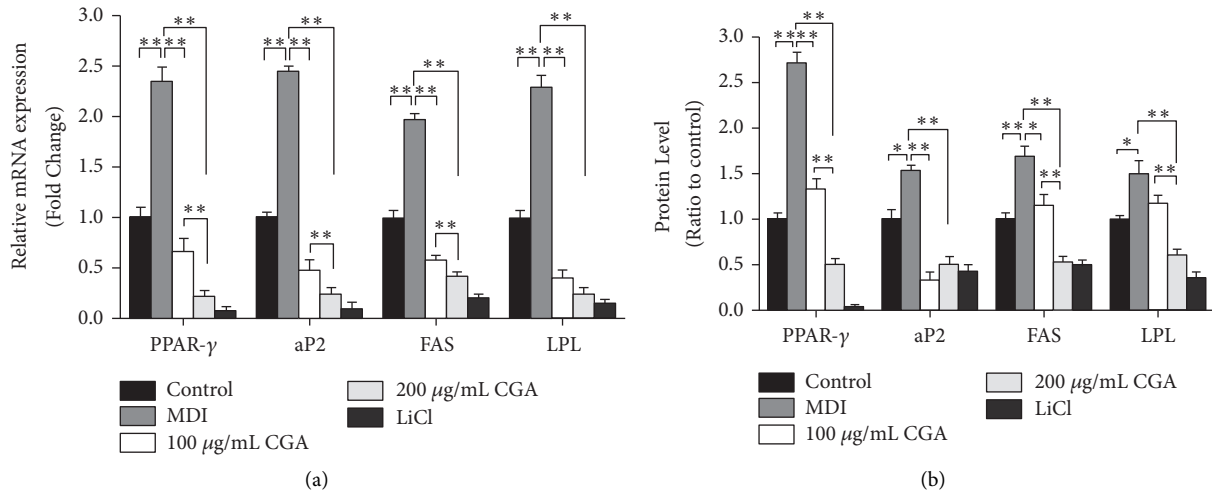 Relative mRNA expression
(Fold Change)
3.0
2.5
2.0
1.5
1.0
0.5
0.0
** ** ** **
** ** ** **
** ** ** **
** ** ** **
PPAR-γ aP2 FAS LPL
Control
MDI
100 μg/mL CGA
200 μg/mL CGA
LiCl
(a)
Protein Level
(Ratio to control)
3.0
2.5
2.0
1.5
1.0
0.5
0.0
** ** ** **
* ** **
** * ** **
* ** **
PPAR-γ aP2 FAS LPL
Control
MDI
100 μg/mL CGA
200 μg/mL CGA
LiCl
(b)